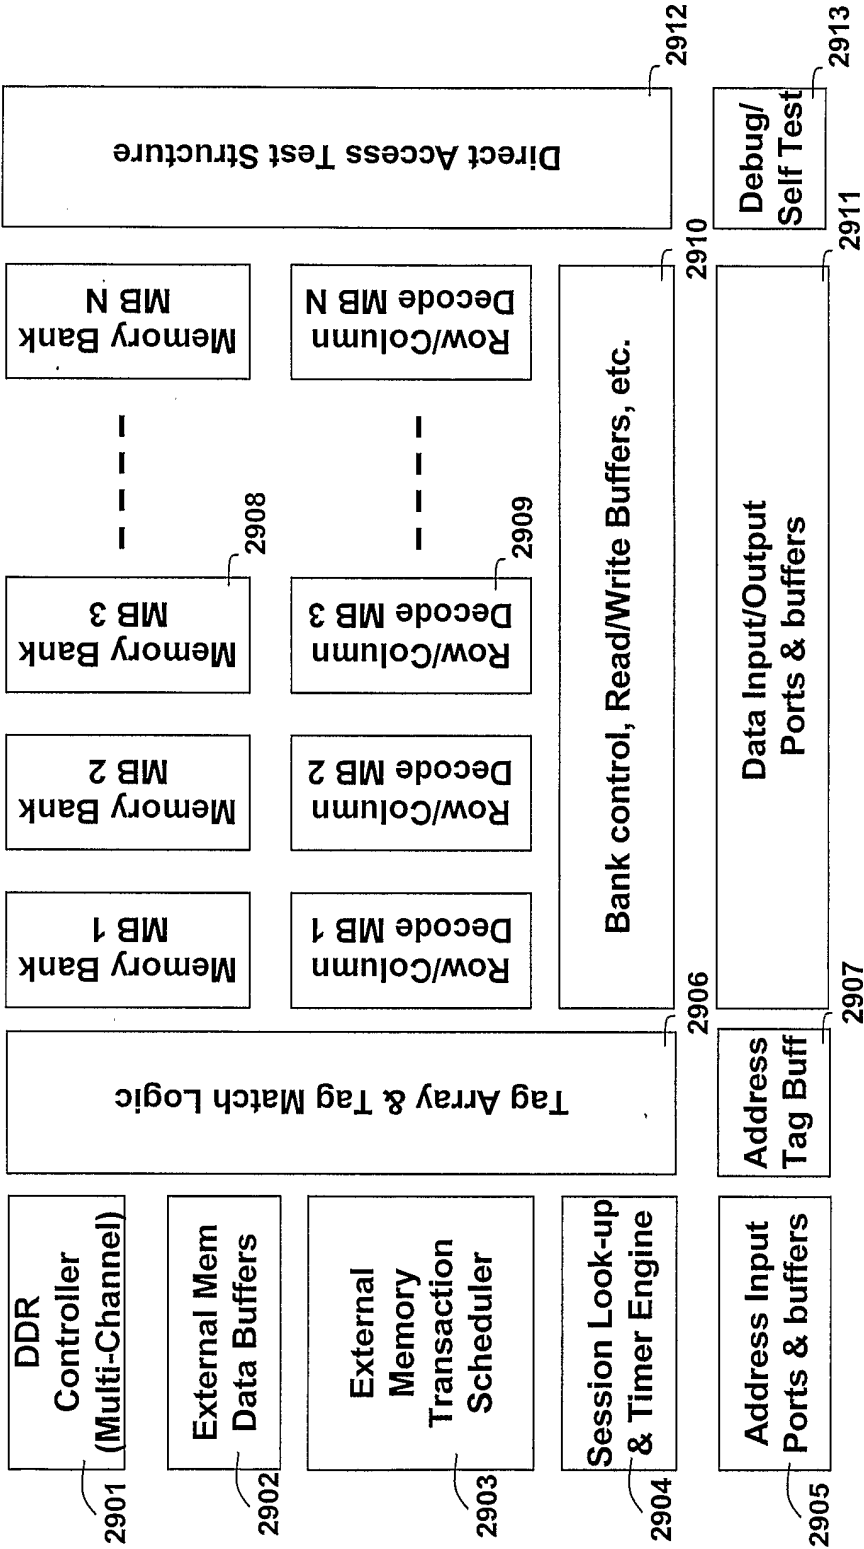 DDR
Controller
(Multi-Channel)
2901
External Mem
Data Buffers
2902
External
Memory
Transaction
Scheduler
2903
Session Look-up
& Timer Engine
2904
Address Input
Ports & buffers
2905
Tag Array & Tag Match Logic
2906
Address
Tag Buff
2907
Memory Bank
MB 1
Memory Bank
MB 2
Memory Bank
MB 3
2908
Memory Bank
MB N
Row/Column
Decode MB 1
Row/Column
Decode MB 2
Row/Column
Decode MB 3
2909
Row/Column
Decode MB N
Bank control, Read/Write Buffers, etc.
2910
Data Input/Output
Ports & buffers
2911
Direct Access Test Structure
2912
Debug/
Self Test
2913